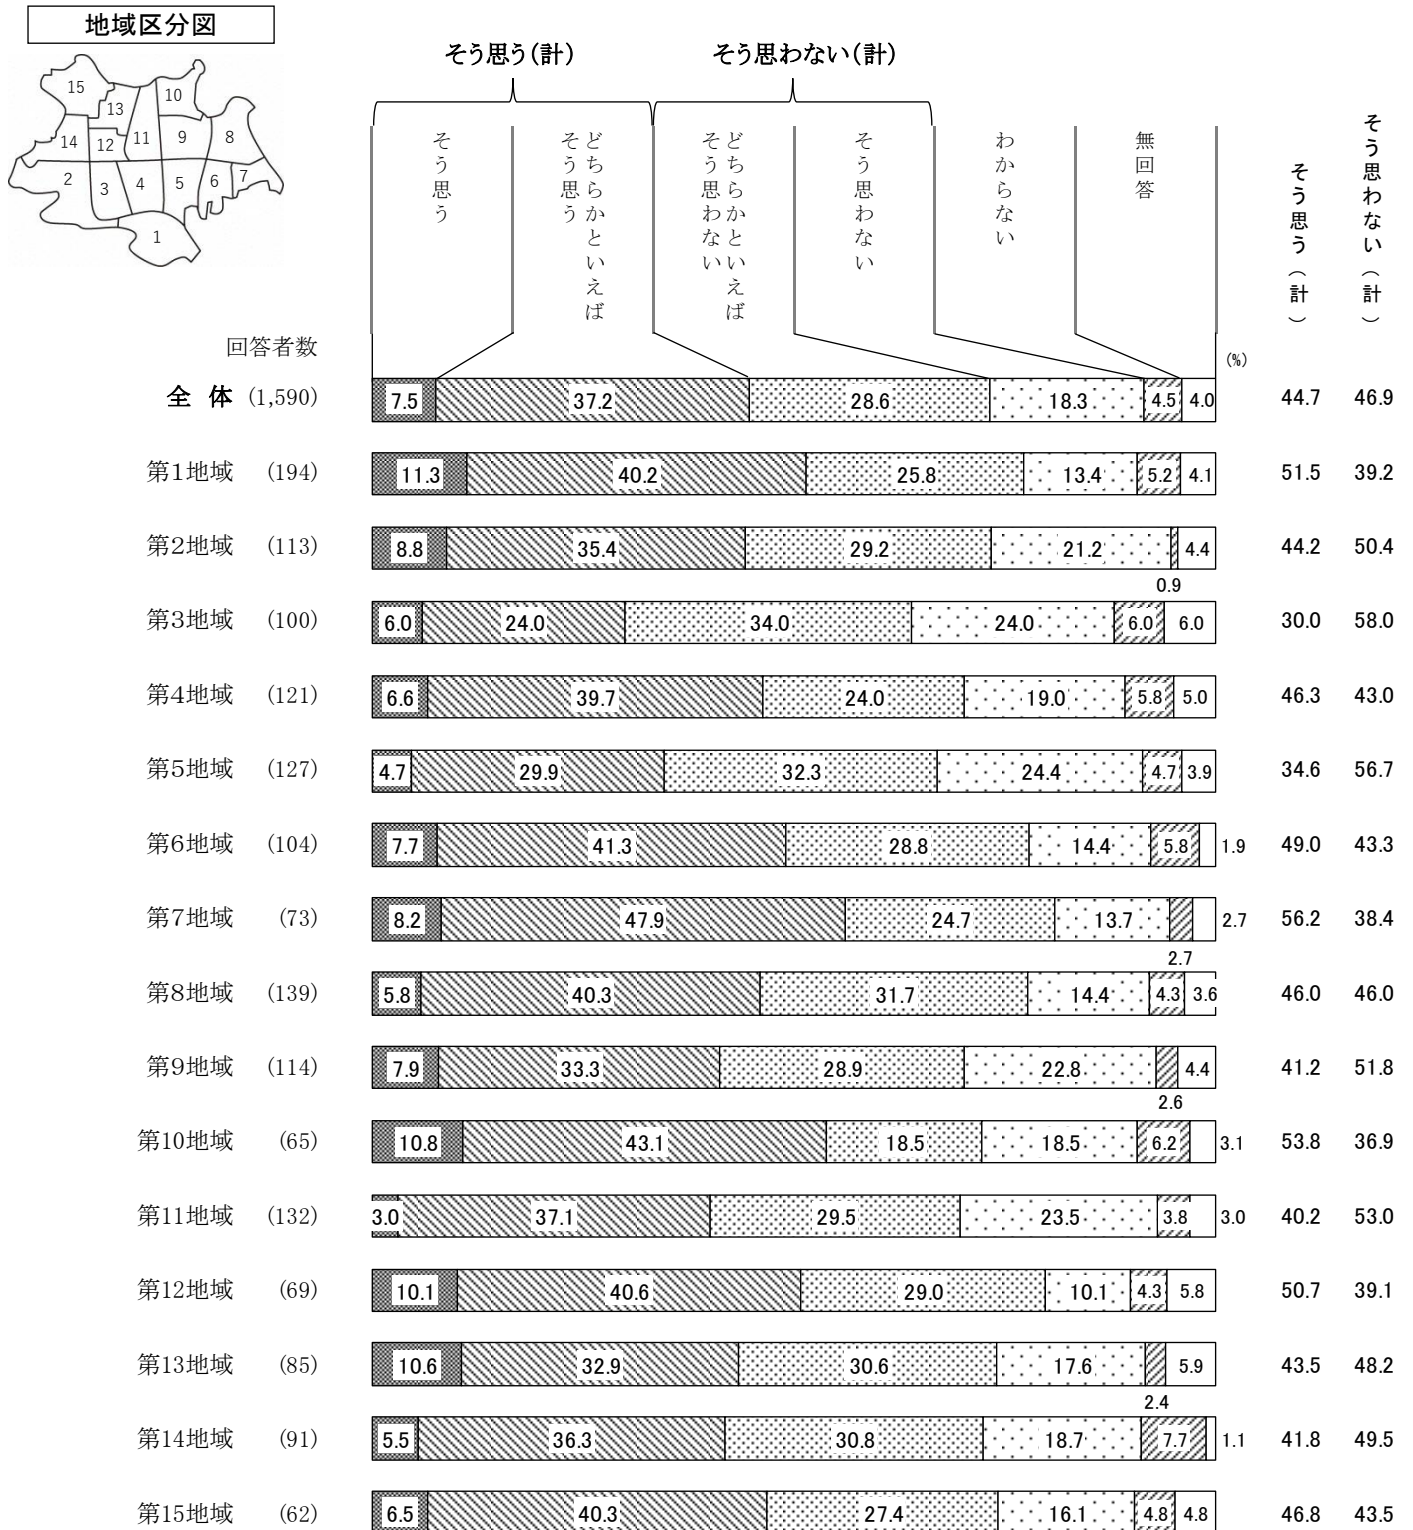 地域区分図
15
10
13
14
12
11
9
8
2
3
4
5
6
7
1
そう思う(計)
そう思わない(計)
そう思う
どちらかといえば
そう思う
どちらかといえば
そう思わない
そう思わない
わからない
無回答
そう思う(計)
そう思わない(計)
回答者数
(%)
全 体 (1,590) 7.5 37.2 28.6 18.3 4.5 4.0 44.7 46.9
第1地域 (194) 11.3 40.2 25.8 13.4 5.2 4.1 51.5 39.2
第2地域 (113) 8.8 35.4 29.2 21.2 0.9 4.4 44.2 50.4
第3地域 (100) 6.0 24.0 34.0 24.0 6.0 6.0 30.0 58.0
第4地域 (121) 6.6 39.7 24.0 19.0 5.8 5.0 46.3 43.0
第5地域 (127) 4.7 29.9 32.3 24.4 4.7 3.9 34.6 56.7
第6地域 (104) 7.7 41.3 28.8 14.4 5.8 1.9 49.0 43.3
第7地域 (73) 8.2 47.9 24.7 13.7 2.7 2.7 56.2 38.4
第8地域 (139) 5.8 40.3 31.7 14.4 4.3 3.6 46.0 46.0
第9地域 (114) 7.9 33.3 28.9 22.8 2.6 4.4 41.2 51.8
第10地域 (65) 10.8 43.1 18.5 18.5 6.2 3.1 53.8 36.9
第11地域 (132) 3.0 37.1 29.5 23.5 3.8 3.0 40.2 53.0
第12地域 (69) 10.1 40.6 29.0 10.1 4.3 5.8 50.7 39.1
第13地域 (85) 10.6 32.9 30.6 17.6 2.4 5.9 43.5 48.2
第14地域 (91) 5.5 36.3 30.8 18.7 7.7 1.1 41.8 49.5
第15地域 (62) 6.5 40.3 27.4 16.1 4.8 4.8 46.8 43.5